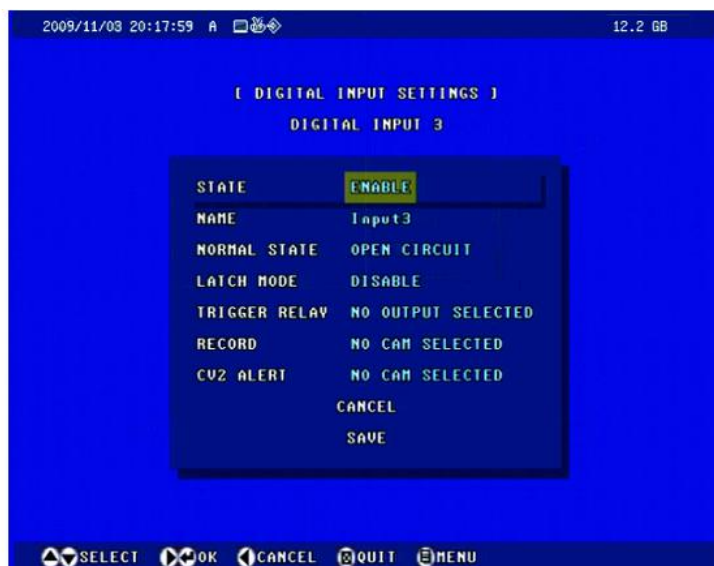 2009/11/03 20:17:59 A 12.2 GB
[ DIGITAL INPUT SETTINGS ]
DIGITAL INPUT 3
STATE ENABLE
NAME Input3
NORMAL STATE OPEN CIRCUIT
LATCH MODE DISABLE
TRIGGER RELAY NO OUTPUT SELECTED
RECORD NO CAM SELECTED
CV2 ALERT NO CAM SELECTED
CANCEL
SAVE
SELECT OK CANCEL QUIT MENU